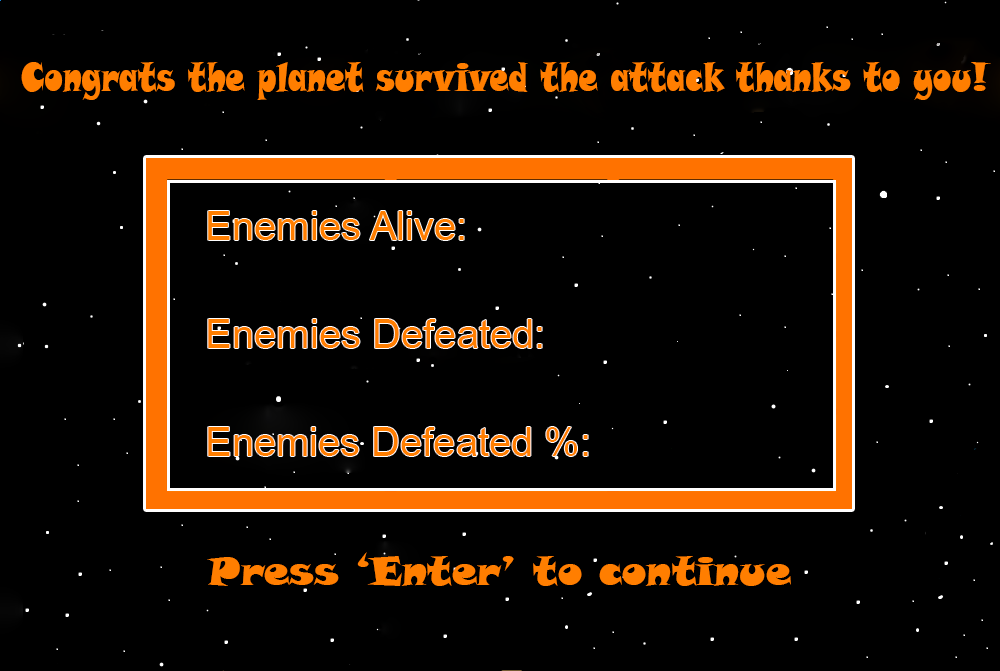 Congrats the planet survived the attack thanks to you!
Enemies Alive:
Enemies Defeated:
Enemies Defeated %:
Press ‘Enter’ to continue